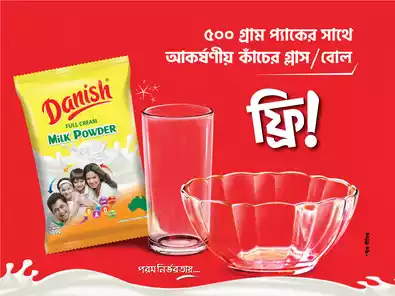 ৫০০ গ্রাম প্যাকের সাথে
আকর্ষণীয় কাঁচের গ্লাস/বোল
ফ্রি!
Danish
FULL CREAM
MILK POWDER
পরম নির্ভরতায়....